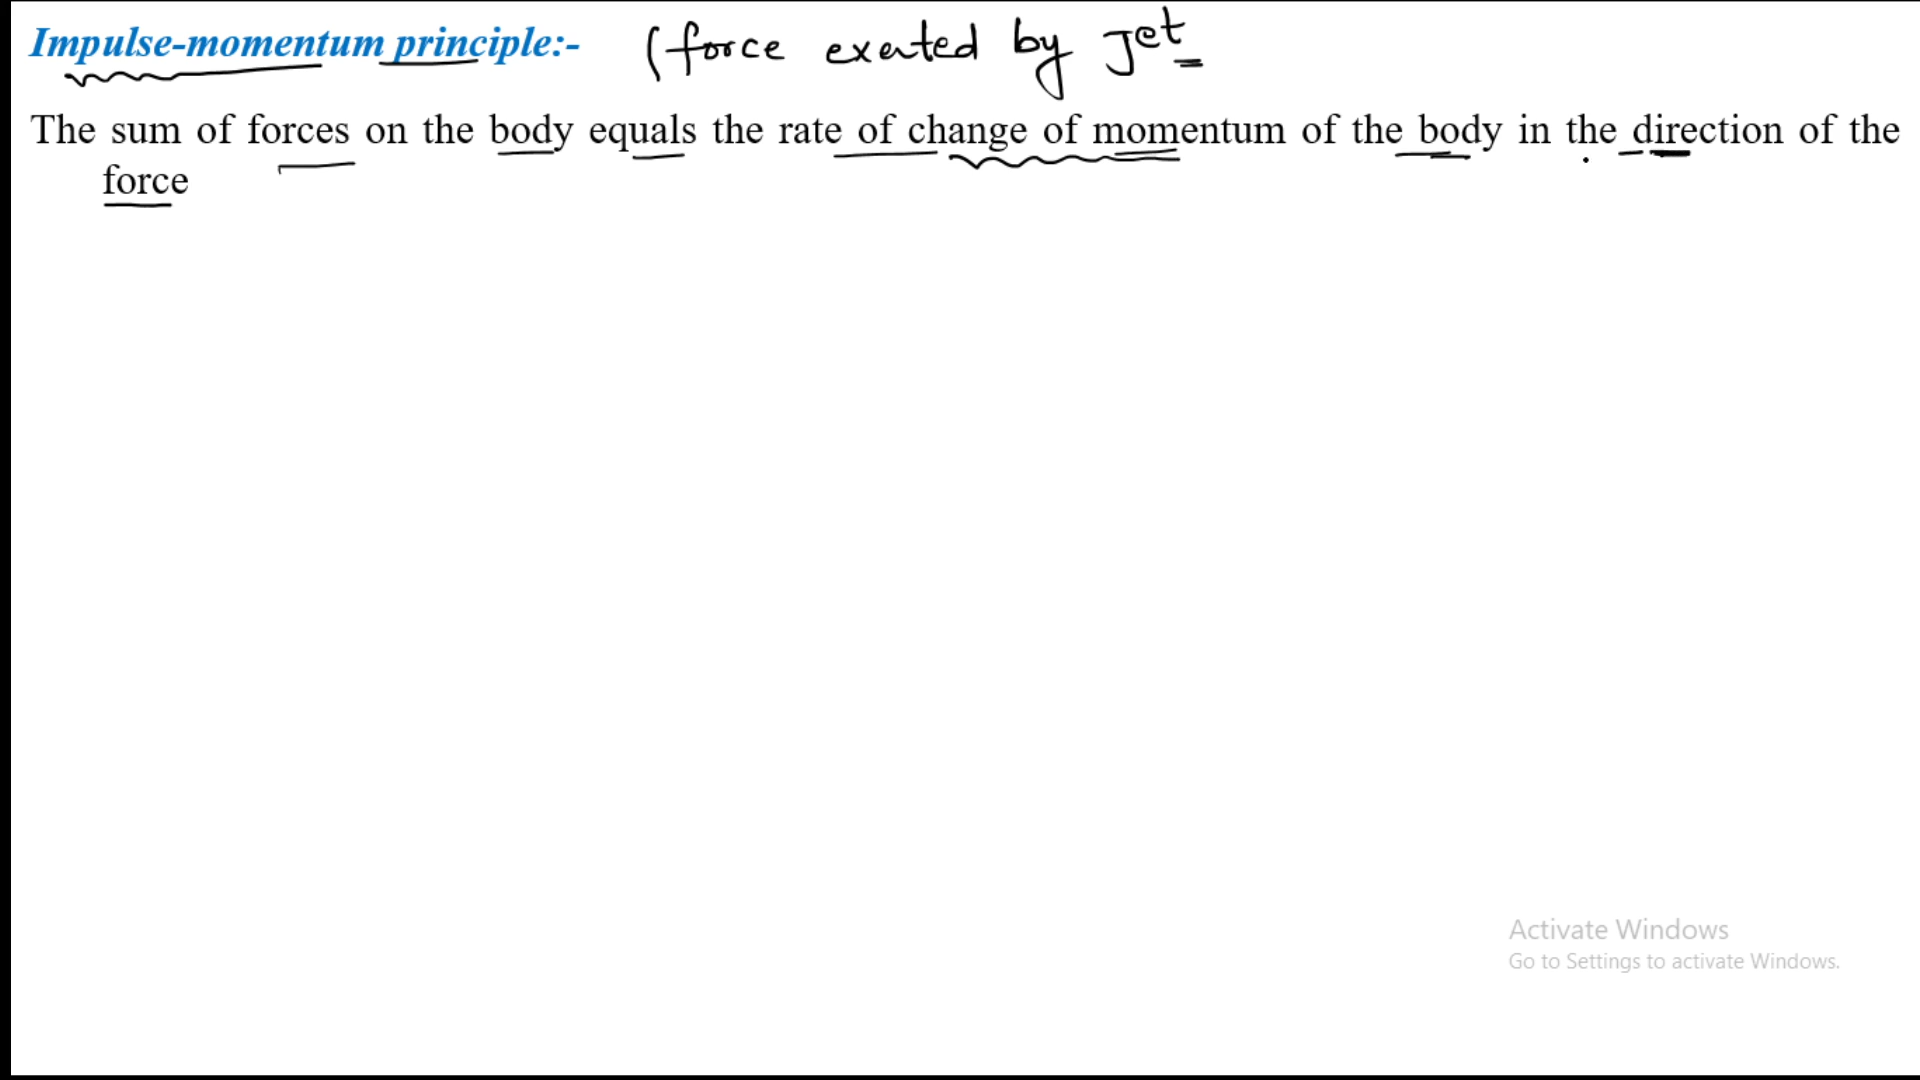 Impulse-momentum principle:- (force exerted by Jet
The sum of forces on the body equals the rate of change of momentum of the body in the direction of the
force
Activate Windows
Go to Settings to activate Windows.